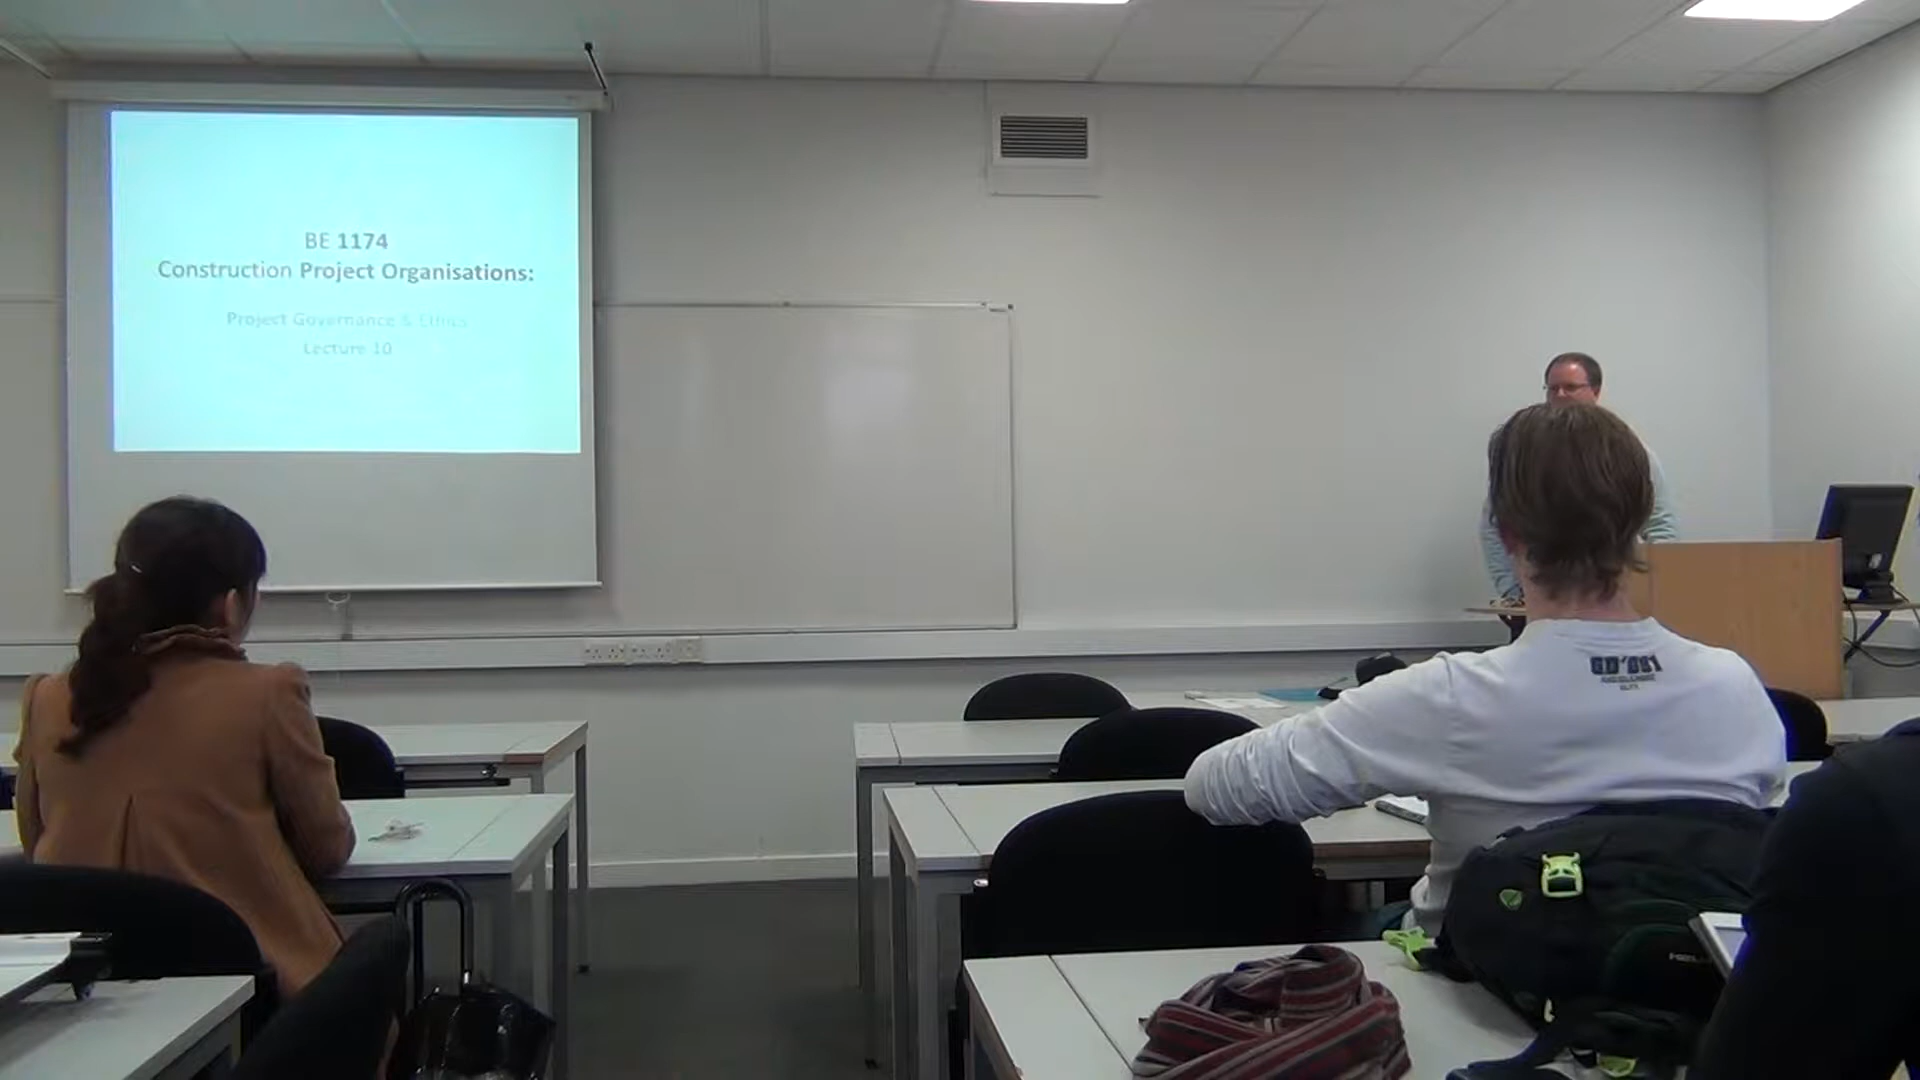 BE 1174
Construction Project Organisations:
Project Governance & Ethics
Lecture 10